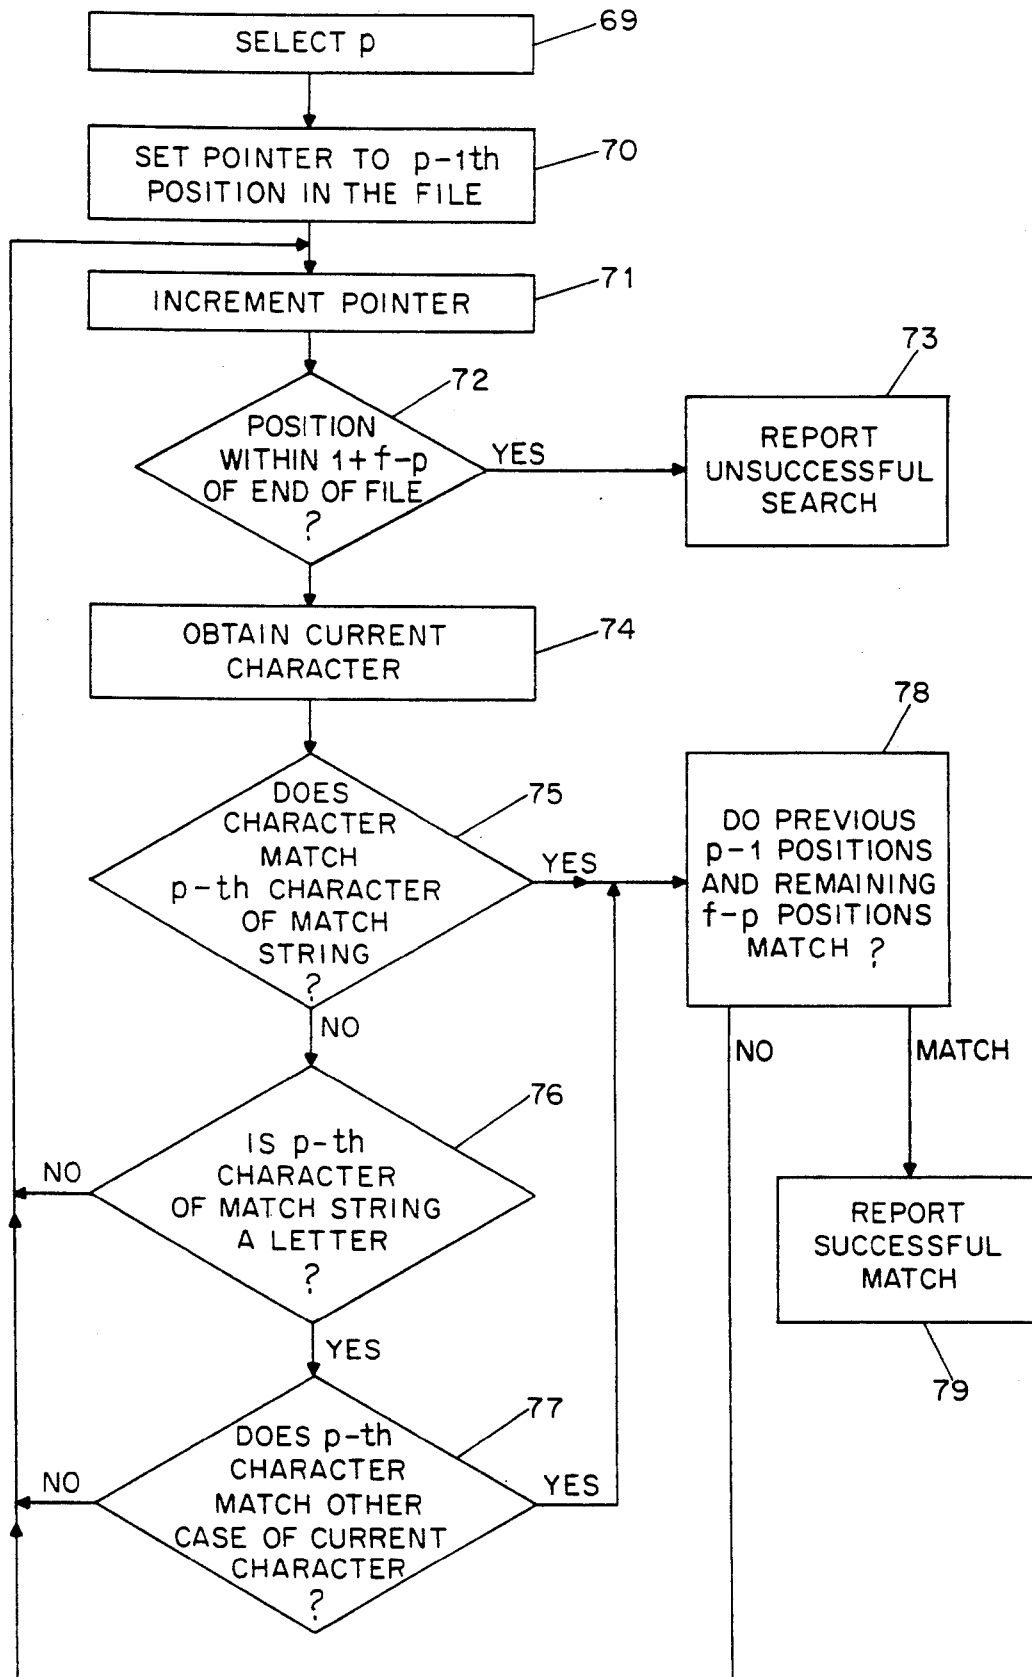 SELECT p
69
SET POINTER TO p-1th
POSITION IN THE FILE
70
INCREMENT POINTER
71
POSITION
WITHIN 1+f-p
OF END OF FILE
?
72
YES
REPORT
UNSUCCESSFUL
SEARCH
73
OBTAIN CURRENT
CHARACTER
74
DOES
CHARACTER
MATCH
p-th CHARACTER
OF MATCH
STRING
?
75
YES
NO
DO PREVIOUS
p-1 POSITIONS
AND REMAINING
f-p POSITIONS
MATCH ?
78
NO
MATCH
IS p-th
CHARACTER
OF MATCH STRING
A LETTER
?
76
NO
YES
REPORT
SUCCESSFUL
MATCH
79
DOES p-th
CHARACTER
MATCH OTHER
CASE OF CURRENT
CHARACTER
?
77
NO
YES